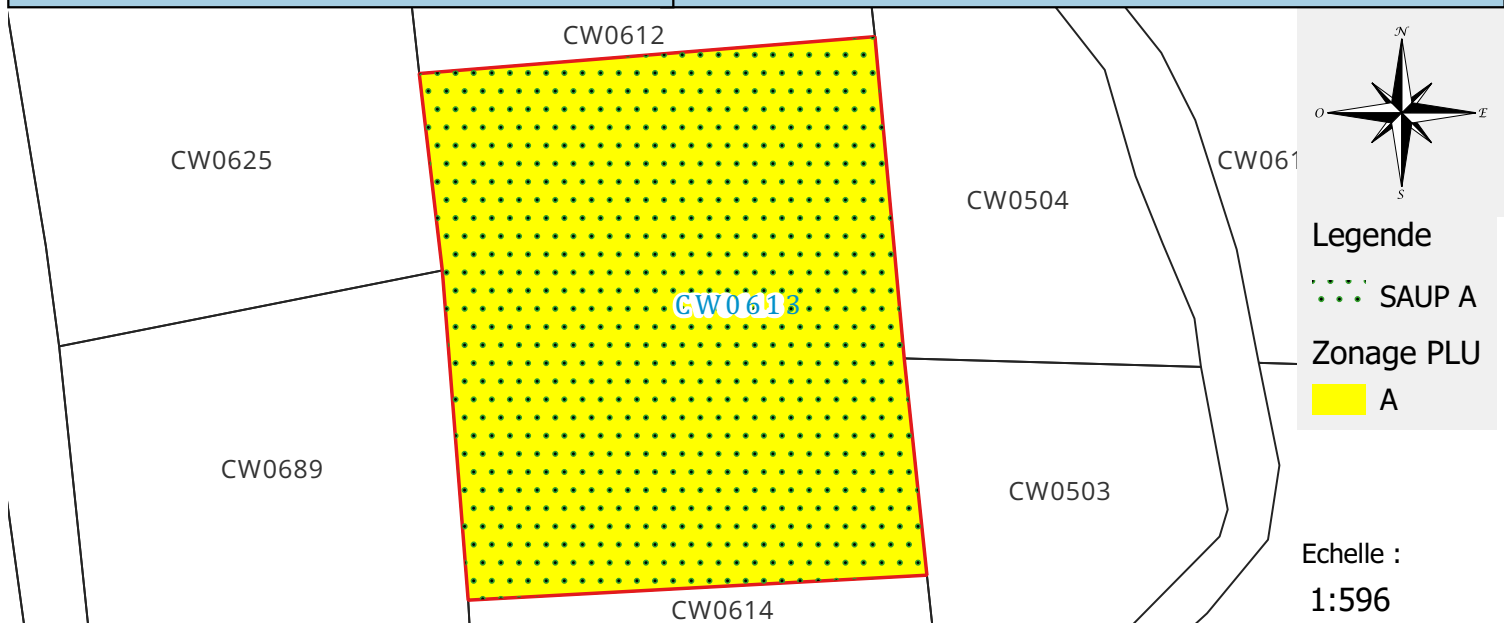 CW0612
CW0625
CW0504
CW061
CW0613
CW0689
CW0503
CW0614
N
O
E
S
Legende
SAUP A
Zonage PLU
A
Echelle :
1:596